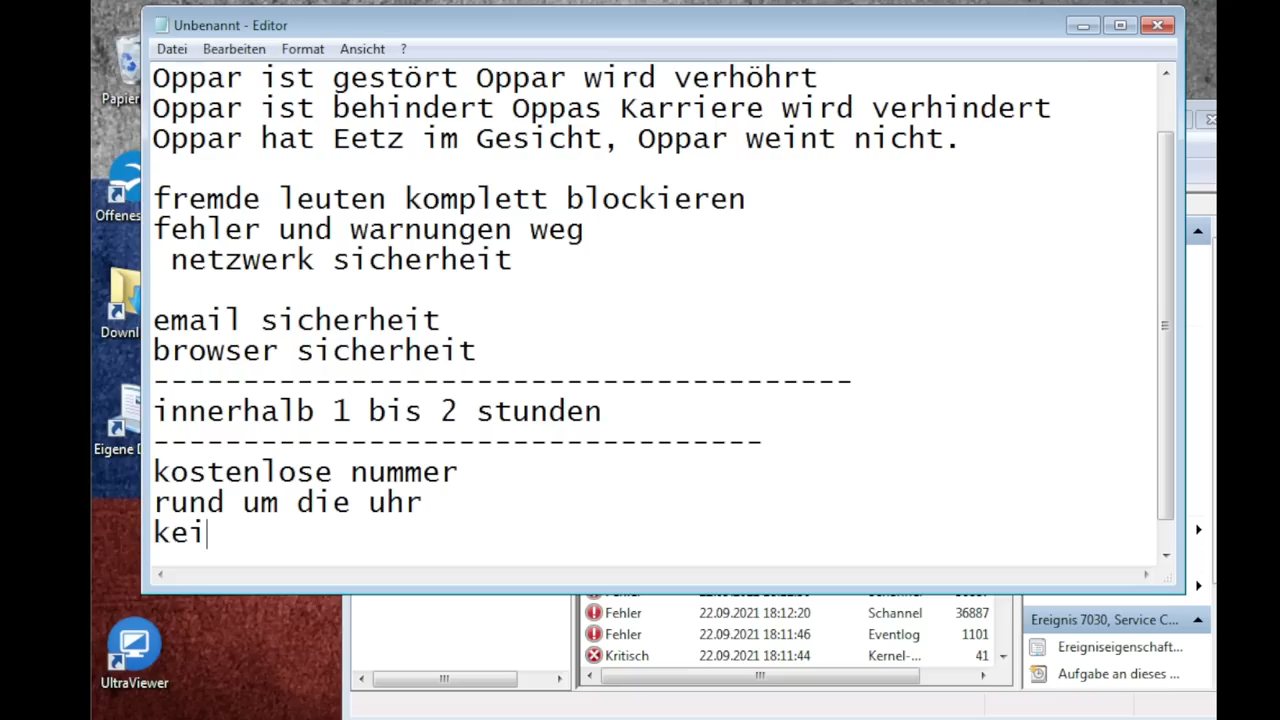 Unbenannt - Editor
Datei Bearbeiten Format Ansicht ?
Oppar ist gestört Oppar wird verhöhrt
Oppar ist behindert Oppas Karriere wird verhindert
Oppar hat Eetz im Gesicht, Oppar weint nicht.
fremde leuten komplett blockieren
fehler und warnungen weg
netzwerk sicherheit
email sicherheit
browser sicherheit
---------------------------------------
innerhalb 1 bis 2 stunden
----------------------------------
kostenlose nummer
rund um die uhr
kei
Papier
Offenes
Downl
Eigene D
UltraViewer
Fehler 22.09.2021 18:12:20 Schannel 36887
Fehler 22.09.2021 18:11:46 Eventlog 1101
Kritisch 22.09.2021 18:11:44 Kernel-... 41
Ereignis 7030, Service C...
Ereigniseigenschaft...
Aufgabe an dieses ...